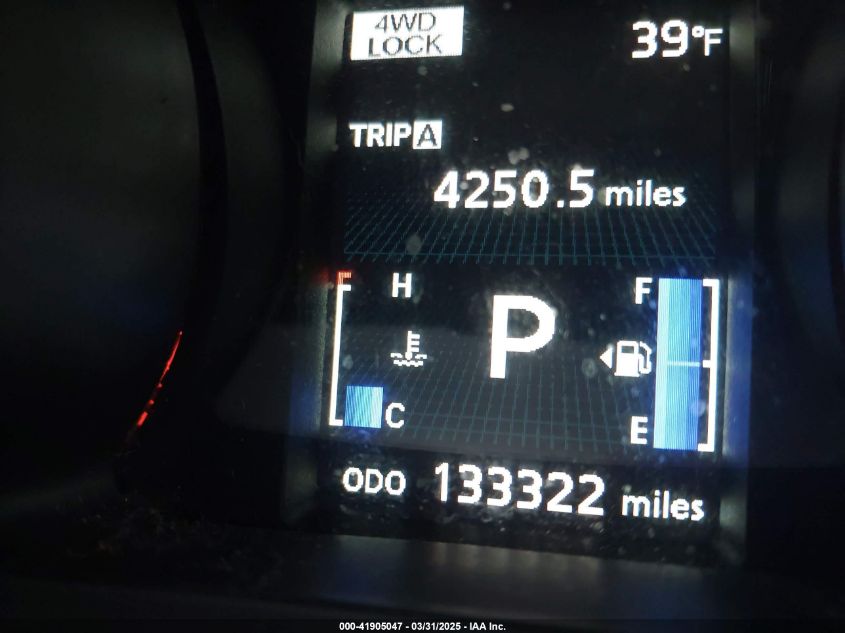 4WD
LOCK
39°F
TRIP A
4250.5 miles
H
F
P
C
E
ODO 133322 miles
000-41905047 - 03/31/2025 - IAA Inc.